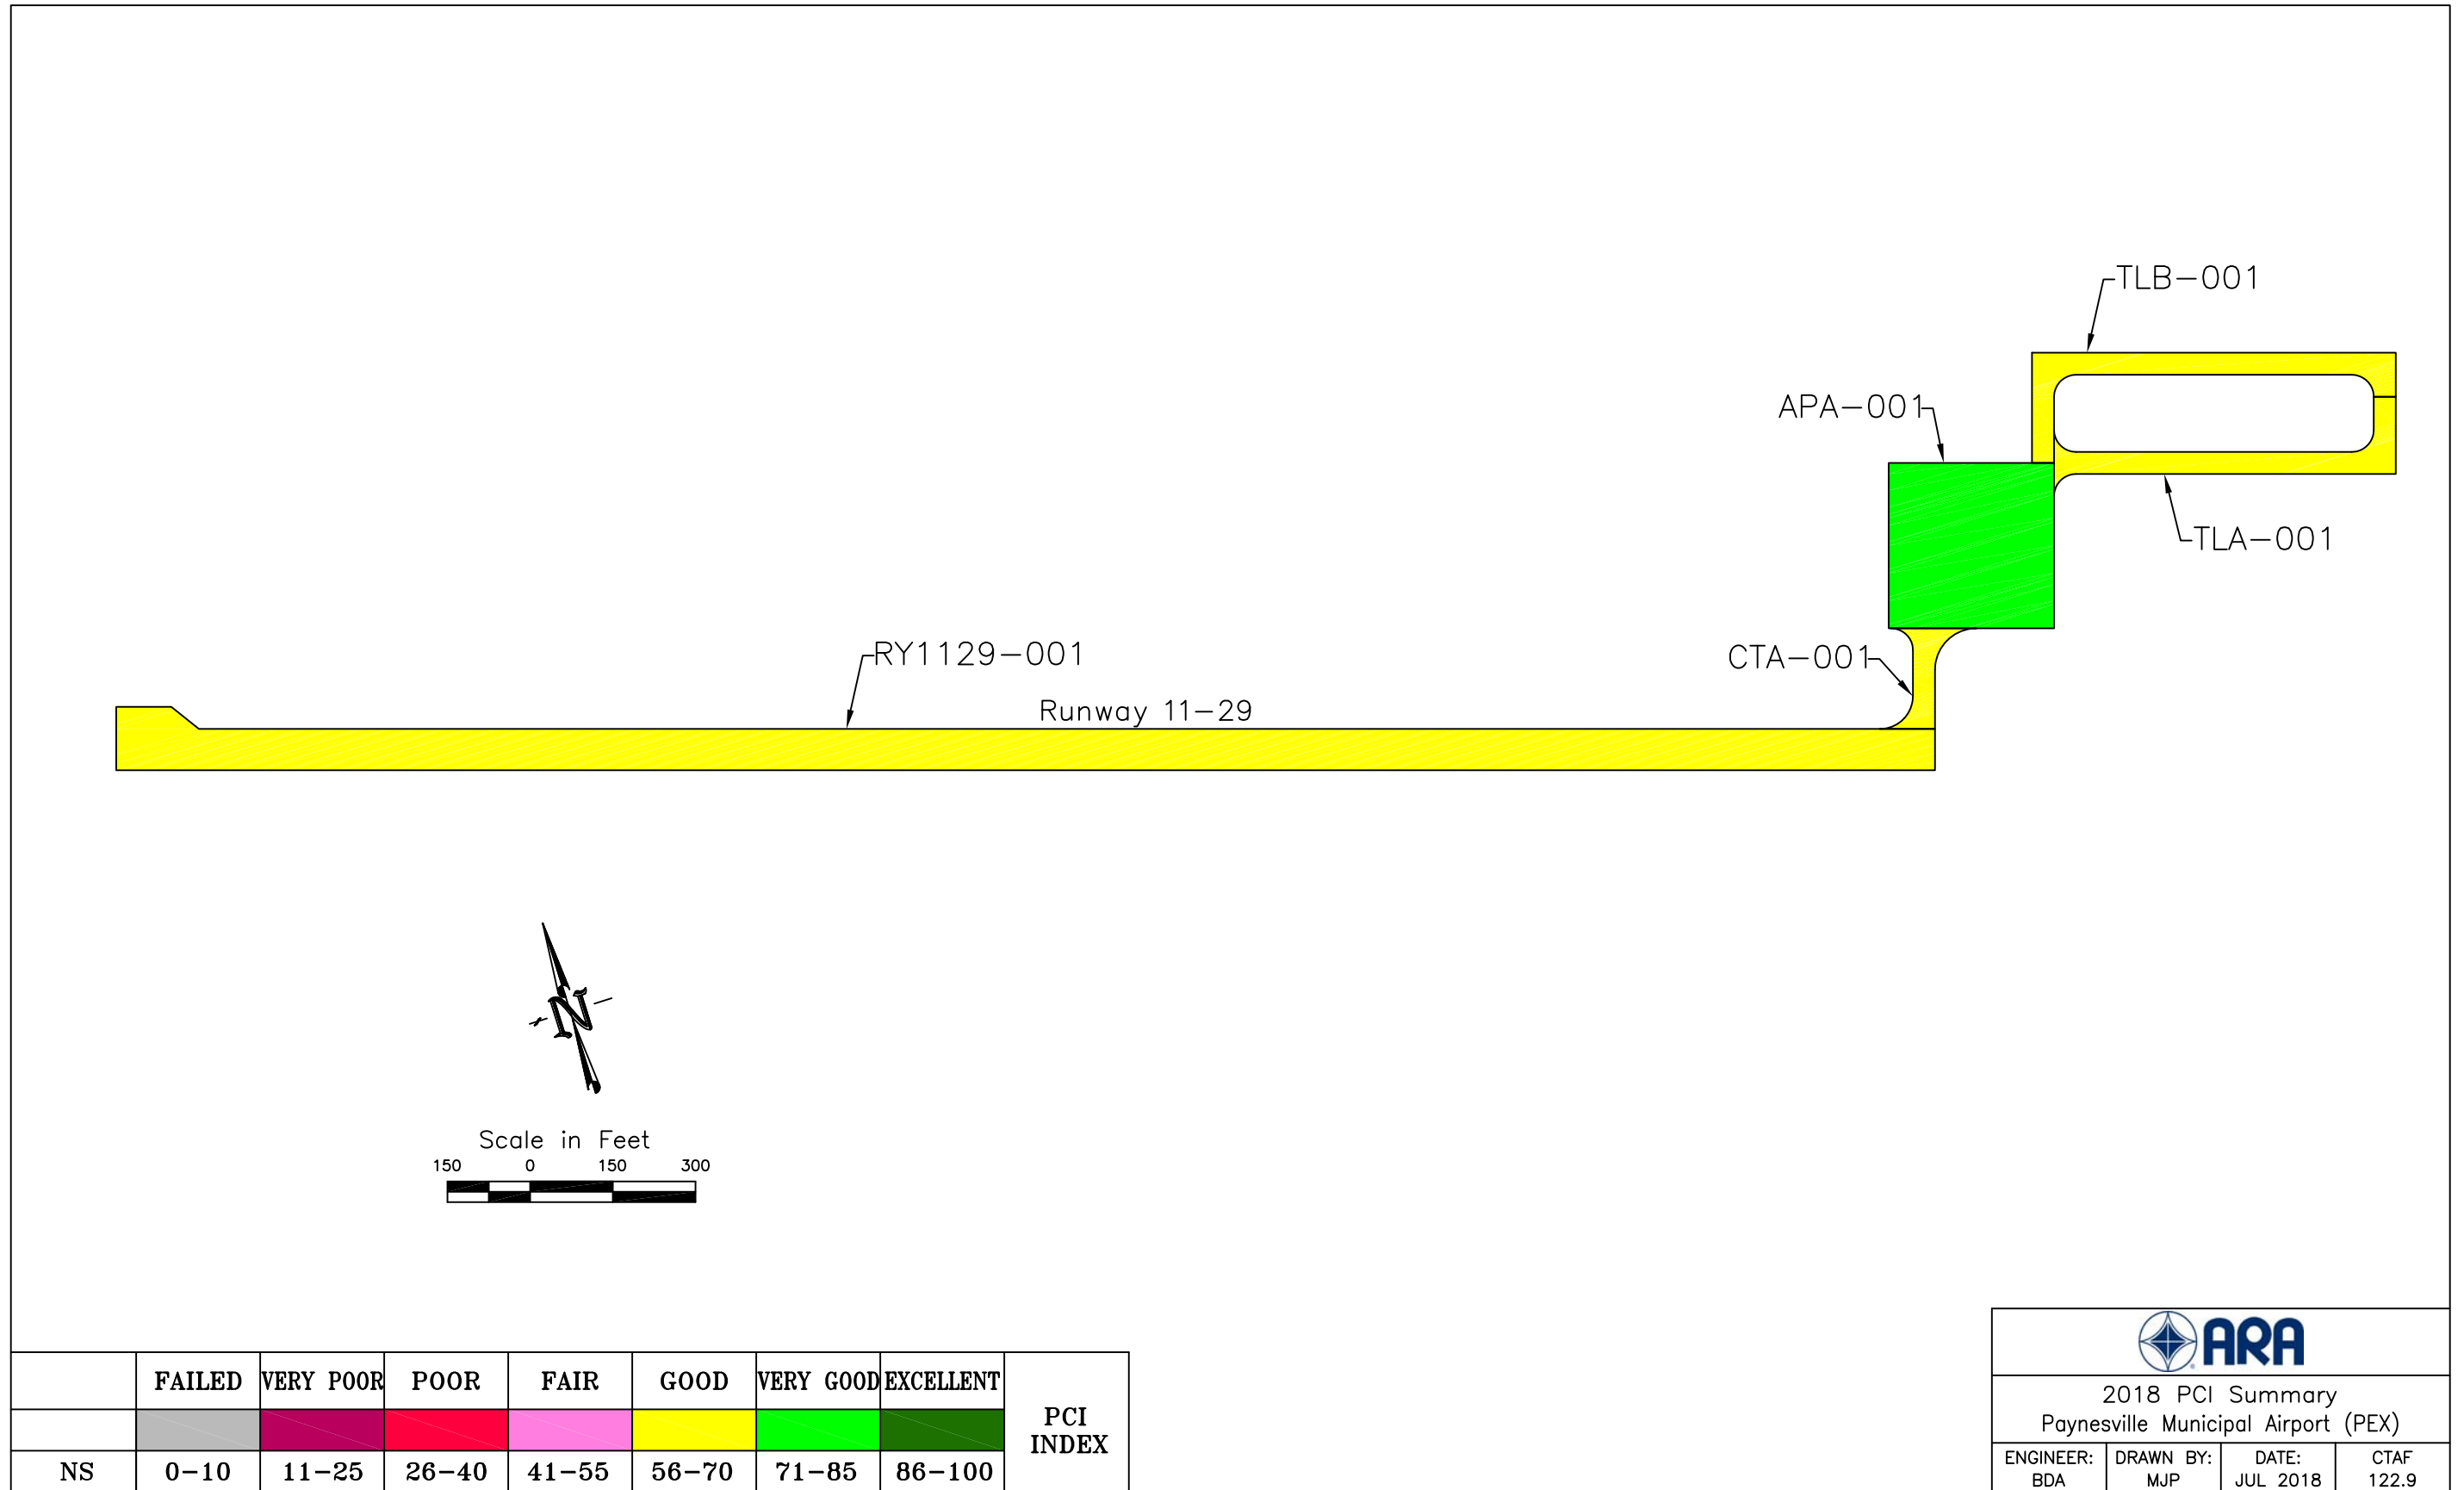 TLB-001
APA-001
TLA-001
RY1129-001
CTA-001
Runway 11-29
N
Scale in Feet
150 0 150 300
FAILED VERY POOR POOR FAIR GOOD VERY GOOD EXCELLENT
PCI INDEX
NS 0-10 11-25 26-40 41-55 56-70 71-85 86-100
ARA
2018 PCI Summary
Paynesville Municipal Airport (PEX)
ENGINEER: DRAWN BY: DATE: CTAF
BDA MJP JUL 2018 122.9